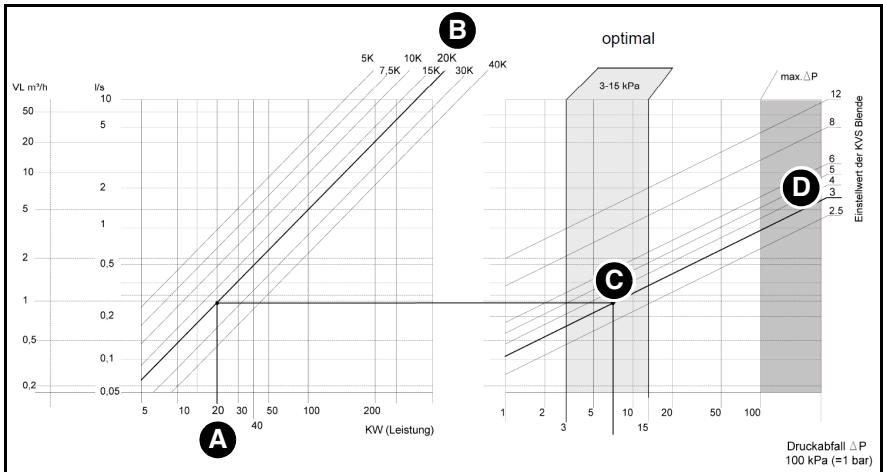 B
optimal
5K 10K 20K
7,5K 15K 30K 40K
3-15 kPa
max. ΔP
VL m³/h
l/s
50
20
10
5
2
1
0,5
0,2
10
5
2
1
0,5
0,2
0,1
0,05
12
8
6
5
4
3
2.5
Einstellwert der KVS Blende
D
C
5 10 20 30 50 100 200
40
KW (Leistung)
A
1 2 5 10 20 50 100
3 15
Druckabfall ΔP
100 kPa (=1 bar)